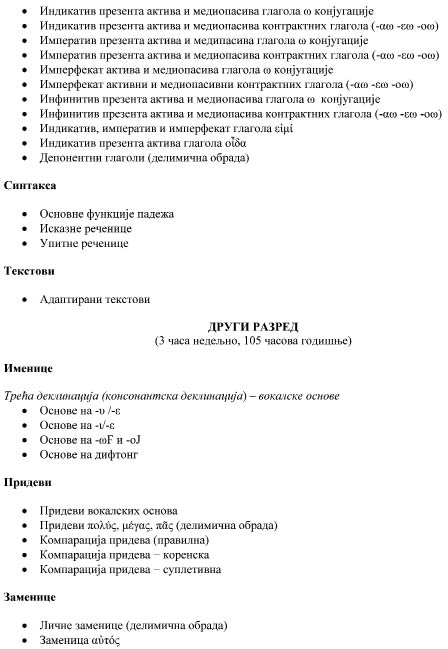 • Индикатив презента актива и медиопасива глагола ω конјугације
• Индикатив презента актива и медиопасива контрактних глагола (-αω -εω -οω)
• Императив презента актива и медипасива глагола ω конјугације
• Императив презента актива и медиопасива контрактних глагола (-αω -εω -οω)
• Имперфекат актива и медиопасива глагола ω конјугације
• Имперфекат активни и медиопасивни контрактних глагола (-αω -εω -οω)
• Инфинитив презента актива и медиопасива глагола ω конјугације
• Инфинитив презента актива и медиопасива контрактних глагола (-αω -εω -οω)
• Индикатив, императив и имперфекат глагола εἰμί
• Индикатив презента актива глагола οἶδα
• Депонентни глаголи (делимична обрада)
Синтакса
• Основне функције падежа
• Исказне реченице
• Упитне реченице
Текстови
• Адаптирани текстови
ДРУГИ РАЗРЕД
(3 часа недељно, 105 часова годишње)
Именице
Трећа деклинација (консонантска деклинација) – вокалске основе
• Основе на -υ /-ε
• Основе на -ι/-ε
• Основе на -ωF и -οJ
• Основе на дифтонг
Придеви
• Придеви вокалских основа
• Придеви πολύς, μέγας, πᾶς (делимична обрада)
• Компарација придева (правилна)
• Компарација придева − коренска
• Компарација придева − суплетивна
Заменице
• Личне заменице (делимична обрада)
• Заменица αὐτός